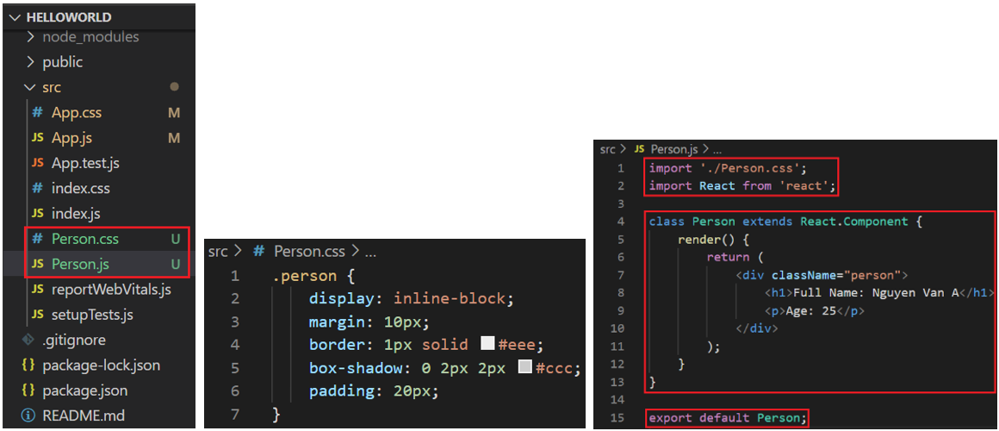 HELLOWORLD
node_modules
public
src
# App.css M
JS App.js M
JS App.test.js
# index.css
JS index.js
# Person.css U
JS Person.js U
JS reportWebVitals.js
JS setupTests.js
.gitignore
{} package-lock.json
{} package.json
README.md
src > # Person.css > ...
1 .person {
2 display: inline-block;
3 margin: 10px;
4 border: 1px solid #eee;
5 box-shadow: 0 2px 2px #ccc;
6 padding: 20px;
7 }
src > JS Person.js > ...
1 import './Person.css';
2 import React from 'react';
3
4 class Person extends React.Component {
5 render() {
6 return (
7 <div className="person">
8 <h1>Full Name: Nguyen Van A</h1>
9 <p>Age: 25</p>
10 </div>
11 );
12 }
13 }
14
15 export default Person;